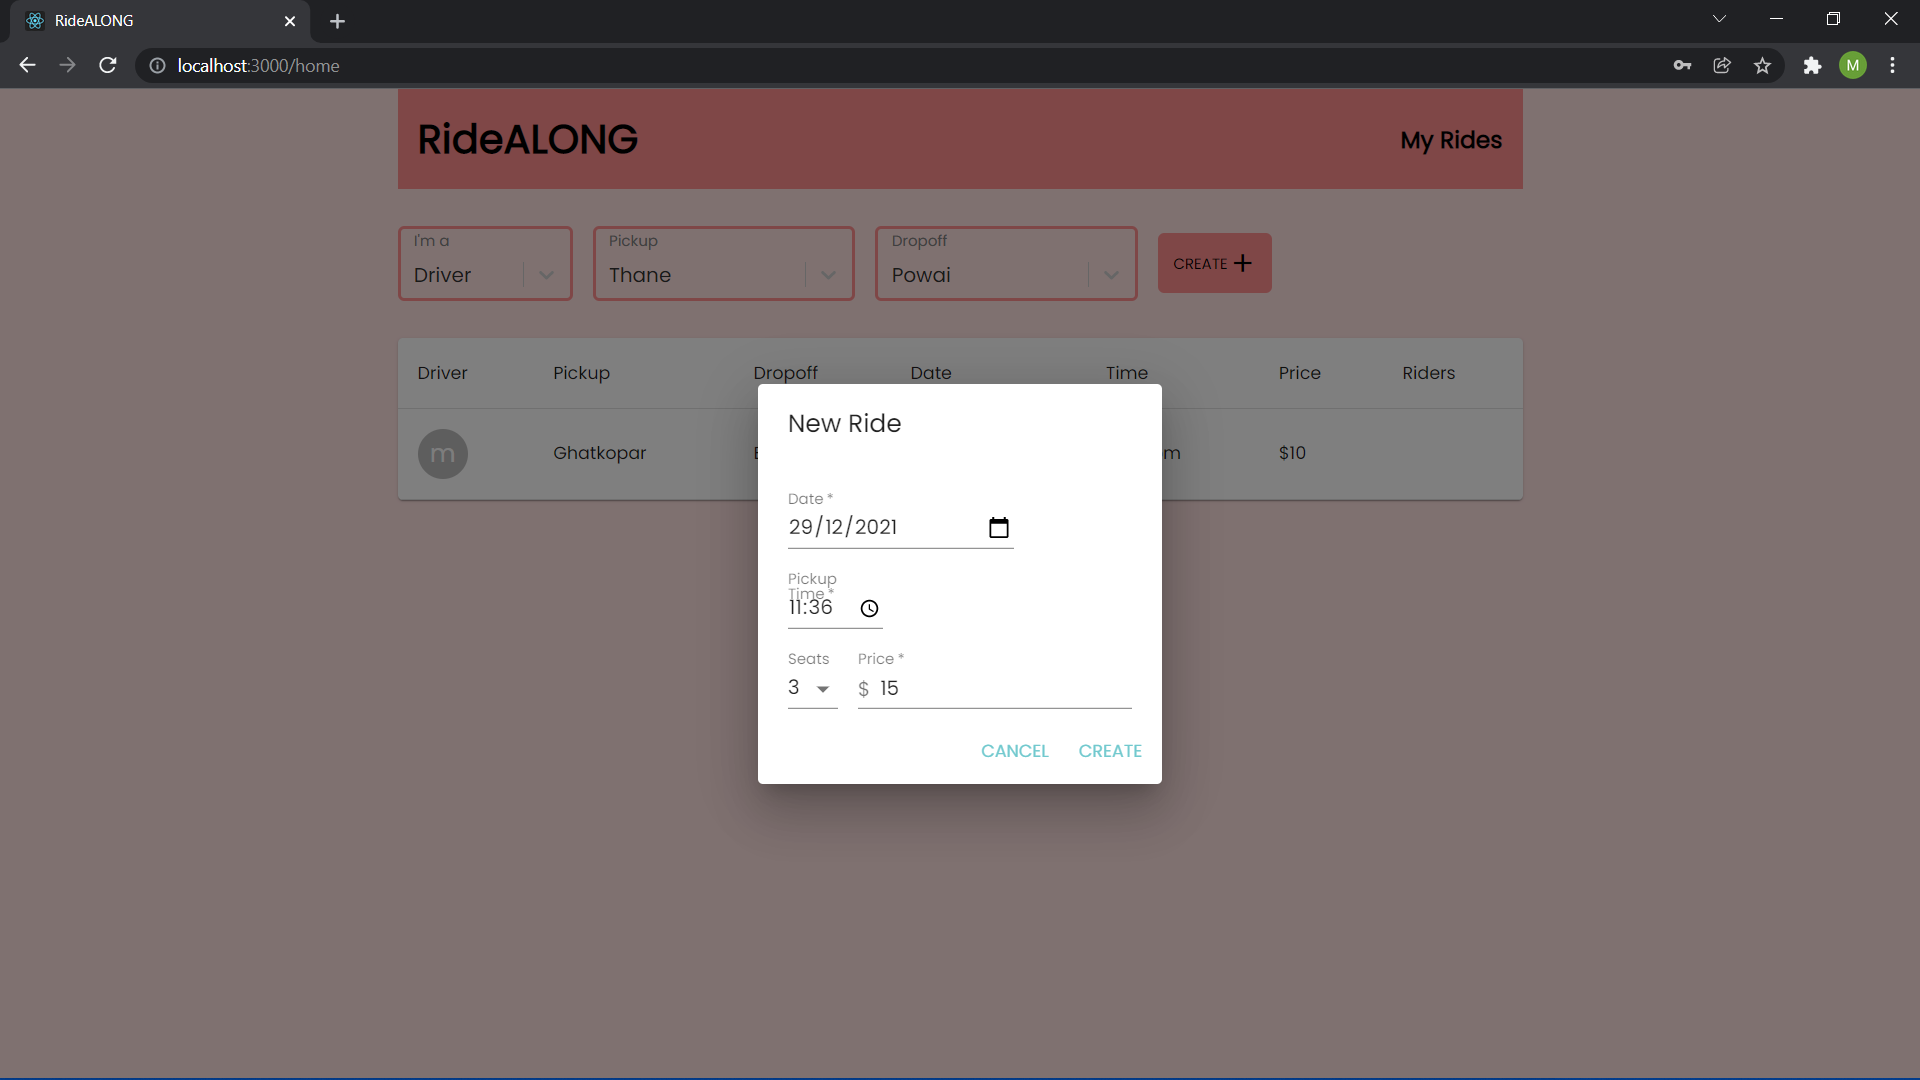 RideALONG
localhost:3000/home
M
RideALONG
My Rides
I'm a
Driver
Pickup
Thane
Dropoff
Powai
CREATE
Driver Pickup Dropoff Date Time Price Riders
m Ghatkopar $10
New Ride
Date *
29/12/2021
Pickup
Time *
11:36
Seats
3
Price *
$ 15
CANCEL CREATE